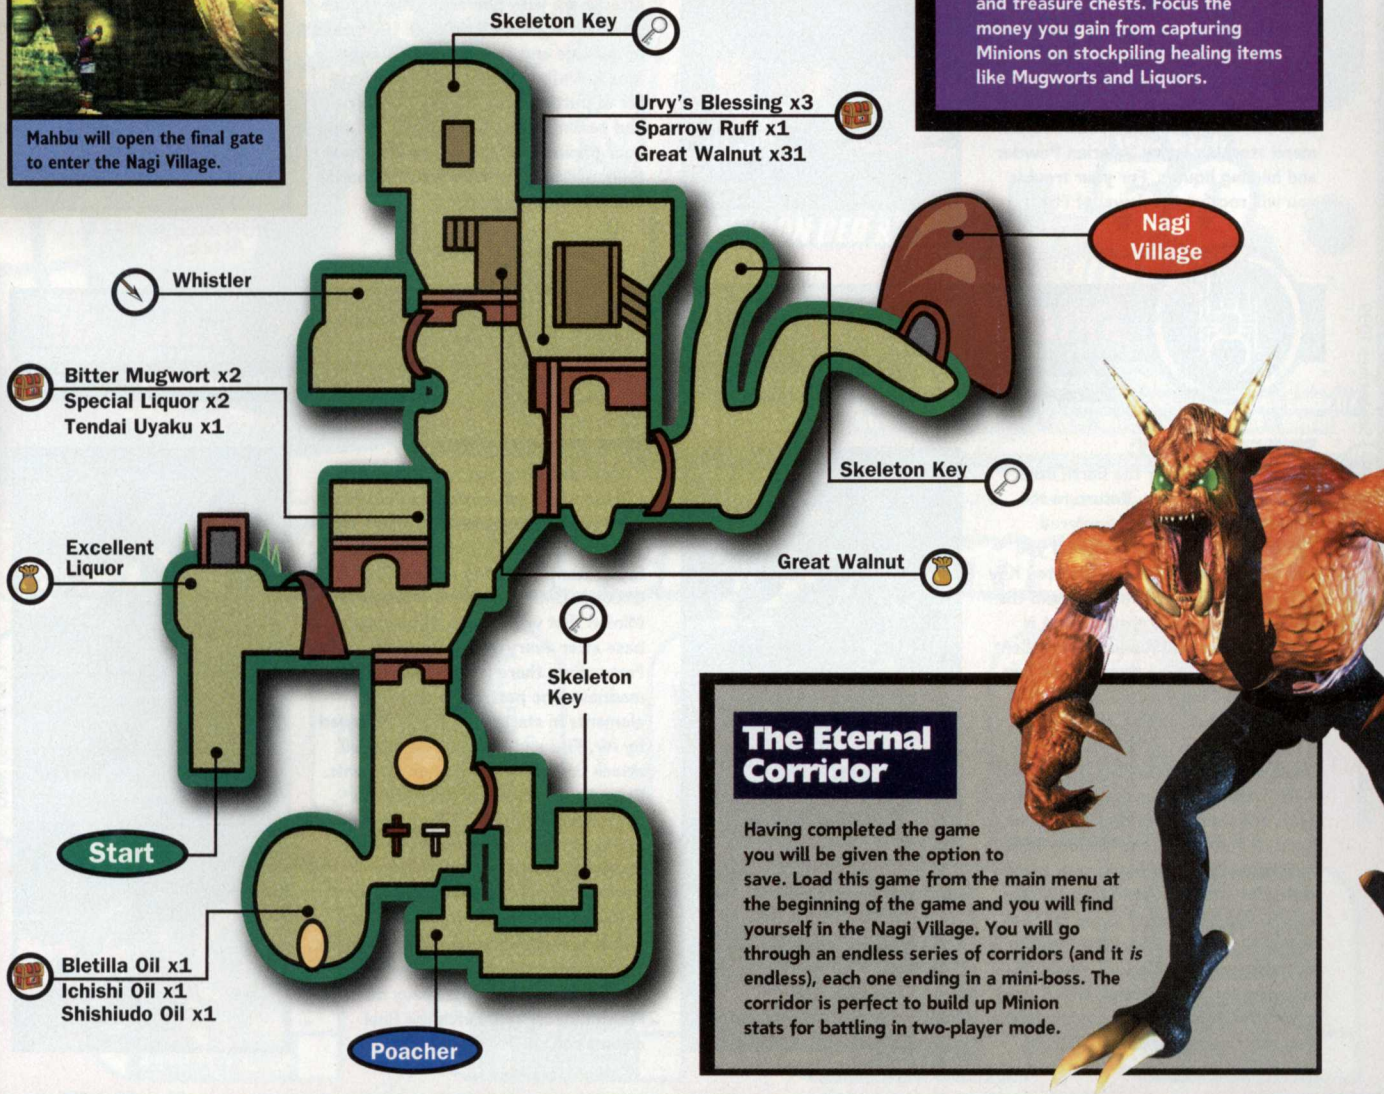 and treasure chests. Focus the
money you gain from capturing
Minions on stockpiling healing items
like Mugworts and Liquors.
Mahbu will open the final gate
to enter the Nagi Village.
Skeleton Key
Urvy's Blessing x3
Sparrow Ruff x1
Great Walnut x31
Nagi
Village
Whistler
Bitter Mugwort x2
Special Liquor x2
Tendai Uyaku x1
Skeleton Key
Excellent
Liquor
Great Walnut
Skeleton
Key
Start
Bletilla Oil x1
Ichishi Oil x1
Shishiudo Oil x1
Poacher
The Eternal
Corridor
Having completed the game
you will be given the option to
save. Load this game from the main menu at
the beginning of the game and you will find
yourself in the Nagi Village. You will go
through an endless series of corridors (and it is
endless), each one ending in a mini-boss. The
corridor is perfect to build up Minion
stats for battling in two-player mode.